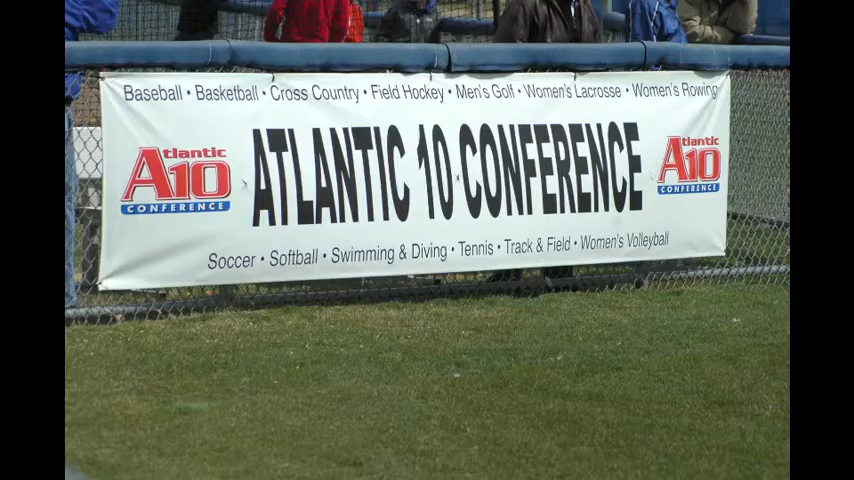 Baseball • Basketball • Cross Country • Field Hockey • Men's Golf • Women's Lacrosse • Women's Rowing
Atlantic
A10
CONFERENCE
ATLANTIC 10 CONFERENCE
Atlantic
A10
CONFERENCE
Soccer • Softball • Swimming & Diving • Tennis • Track & Field • Women's Volleyball